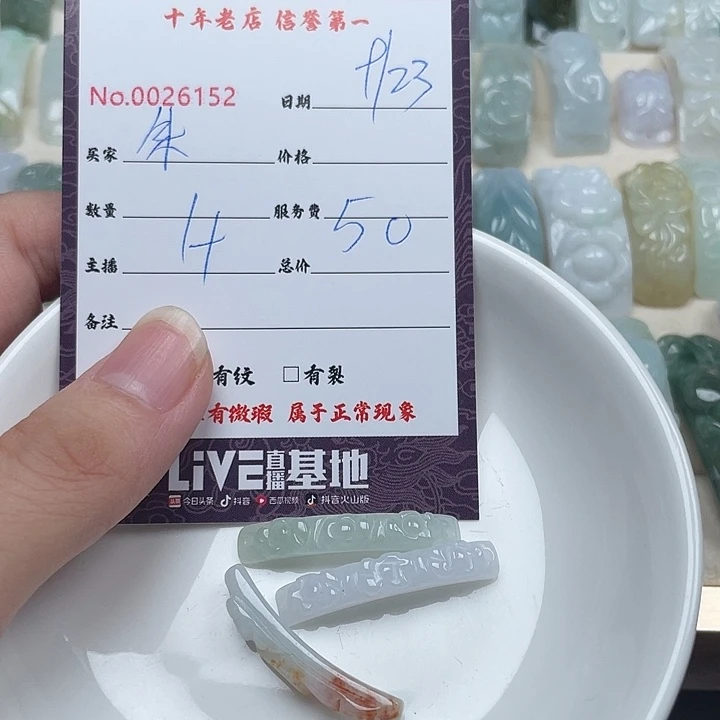 十年老店 信誉第一
No.0026152 日期 9/23
买家 朱 价格
数量 14 服务费 50
主播 总价
备注
有纹 □有裂
有微瑕 属于正常现象
LiVE直播基地
今日头条 抖音 西瓜视频 抖音火山版